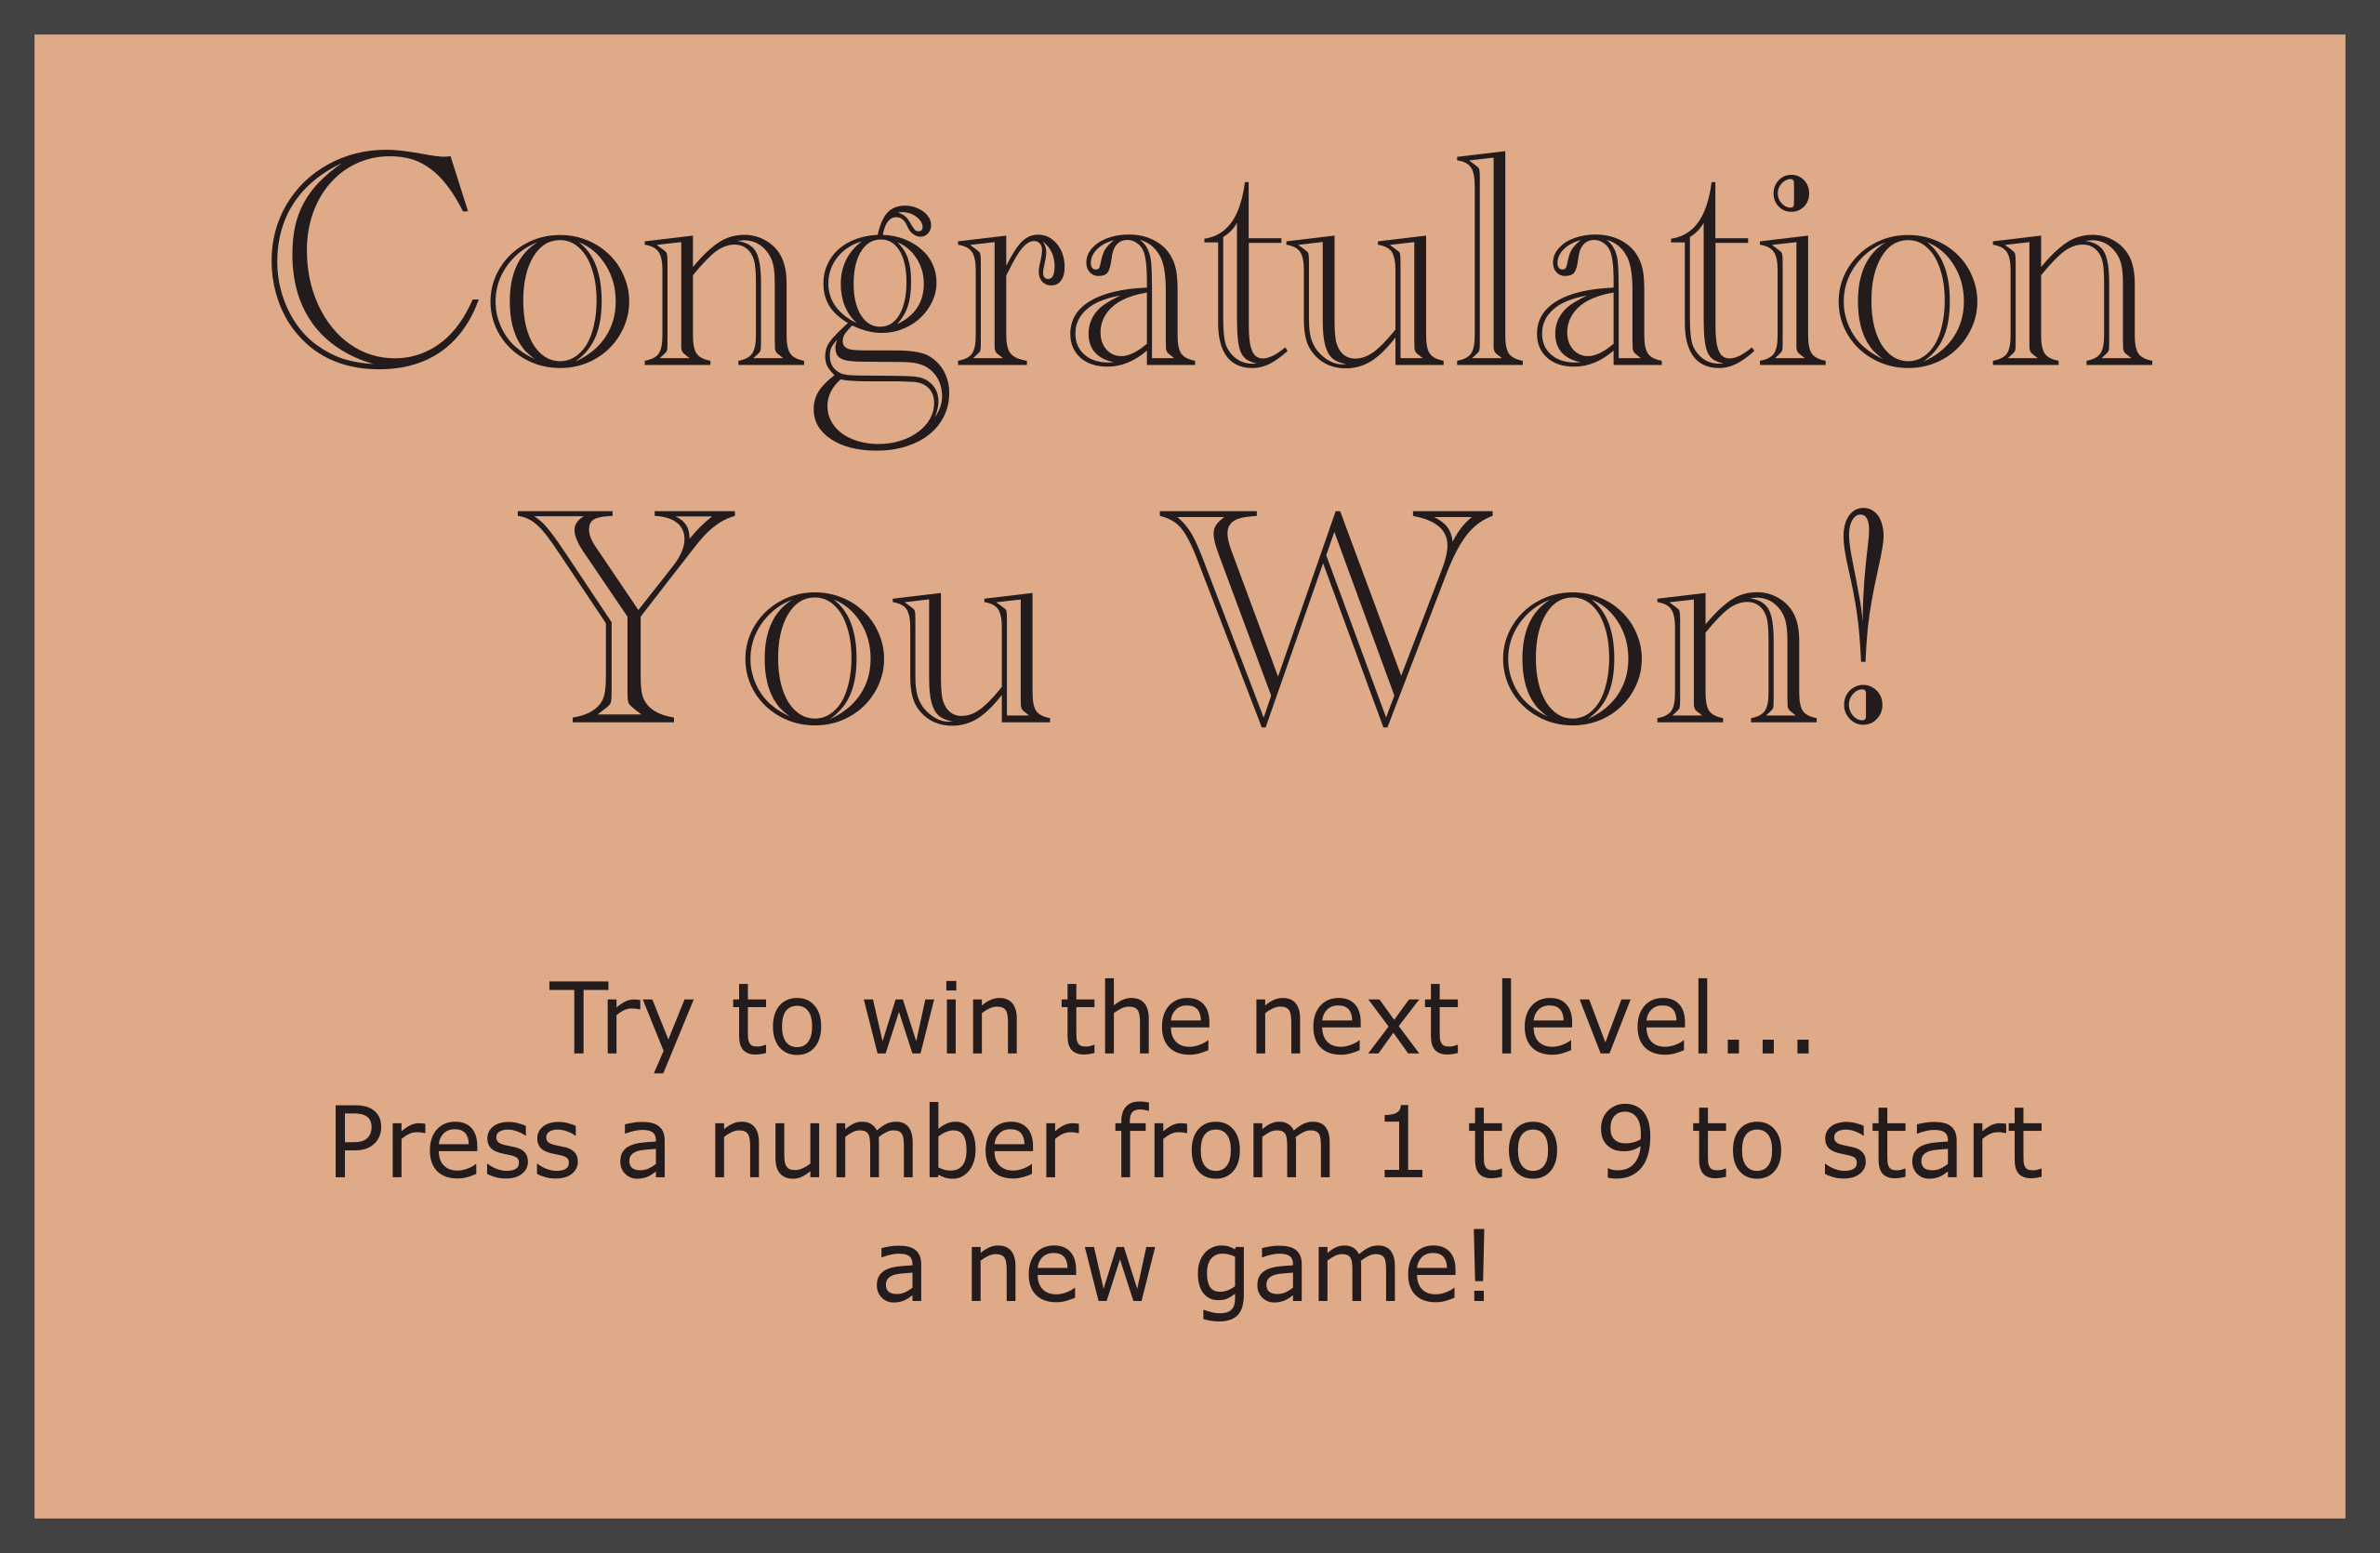 Congratulation
You Won!
Try to win the next level...
Press a number from 1 to 9 to start
a new game!